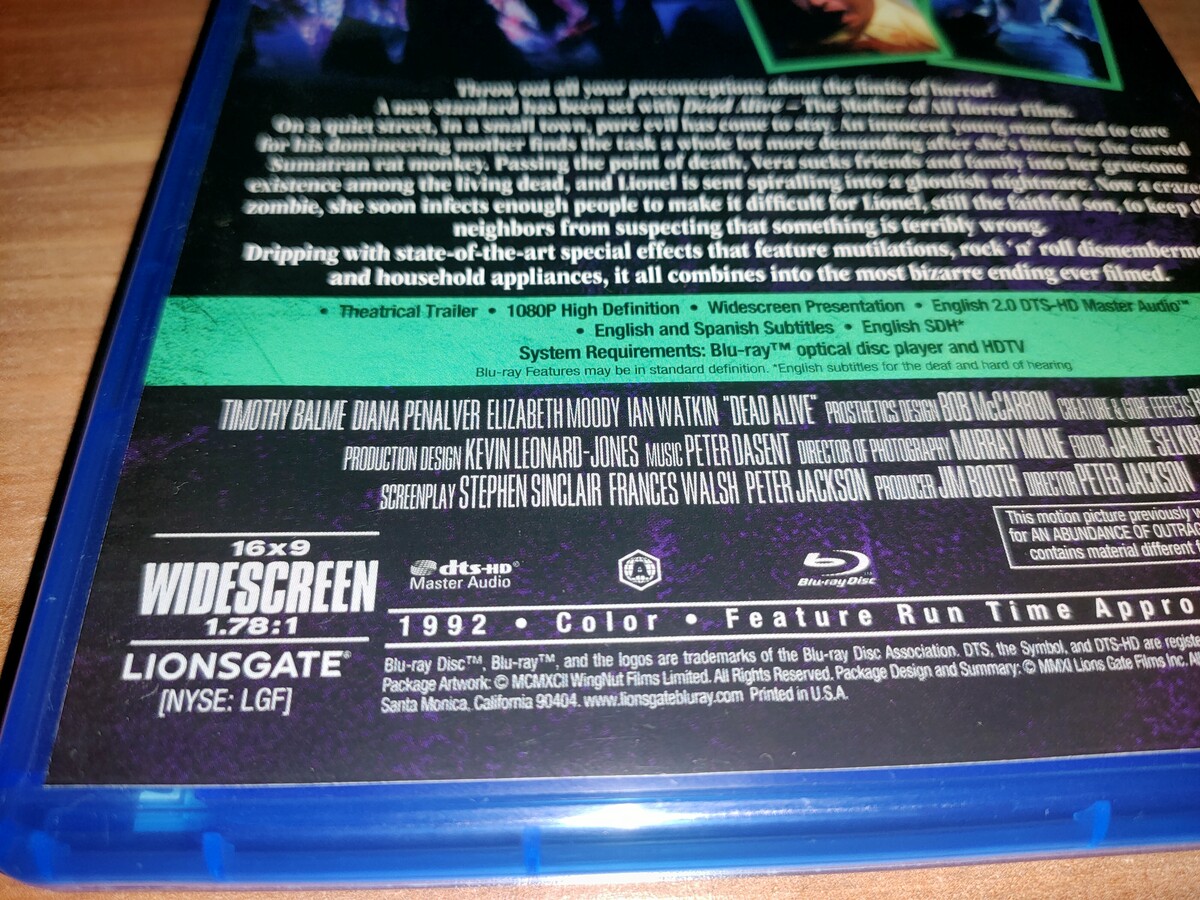 Throw out all your preconceptions about the limits of horror!
A new standard has been set with Dead Alive – The Mother of All Horror Films.
On a quiet street, in a small town, pure evil has come to stay. An innocent young man forced to care
for his domineering mother finds the task a whole lot more demanding after she's bitten by the cursed
Sumatran rat monkey. Passing the point of death, Vera sucks friends and family into her gruesome
existence among the living dead, and Lionel is sent spiralling into a ghoulish nightmare. Now a craze
zombie, she soon infects enough people to make it difficult for Lionel, still the faithful son, to keep
neighbors from suspecting that something is terribly wrong.
Dripping with state-of-the-art special effects that feature mutilations, rock 'n' roll dismemberm
and household appliances, it all combines into the most bizarre ending ever filmed.
• Theatrical Trailer • 1080P High Definition • Widescreen Presentation • English 2.0 DTS-HD Master Audio™
• English and Spanish Subtitles • English SDH*
System Requirements: Blu-ray™ optical disc player and HDTV
Blu-ray Features may be in standard definition. *English subtitles for the deaf and hard of hearing
TIMOTHY BALME DIANA PENALVER ELIZABETH MOODY IAN WATKIN "DEAD ALIVE" PROSTHETICS DESIGN BOB McCARRON CREATURE & GORE EFFECTS
PRODUCTION DESIGN KEVIN LEONARD-JONES MUSIC PETER DASENT DIRECTOR OF PHOTOGRAPHY MURRAY MILNE EDITOR JAMIE SELKI
SCREENPLAY STEPHEN SINCLAIR FRANCES WALSH PETER JACKSON PRODUCER JIM BOOTH DIRECTOR PETER JACKSON
This motion picture previously
for AN ABUNDANCE OF OUTRAG
contains material different
16x9
WIDESCREEN
1.78:1
dts-HD
Master Audio
A
Blu-ray Disc
1992 • Color • Feature Run Time Appro
LIONSGATE®
[NYSE: LGF]
Blu-ray Disc™, Blu-ray™, and the logos are trademarks of the Blu-ray Disc Association. DTS, the Symbol, and DTS-HD are registe
Package Artwork: © MCMXCII WingNut Films Limited. All Rights Reserved. Package Design and Summary: © MMXI Lions Gate Films Inc.
Santa Monica, California 90404. www.lionsgatebluray.com Printed in U.S.A.